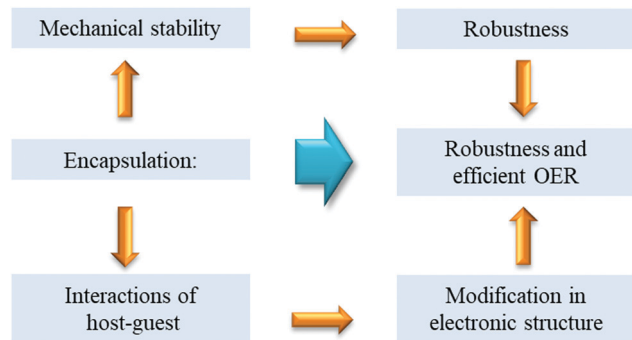 Mechanical stability
Robustness
Encapsulation:
Robustness and
efficient OER
Interactions of
host-guest
Modification in
electronic structure